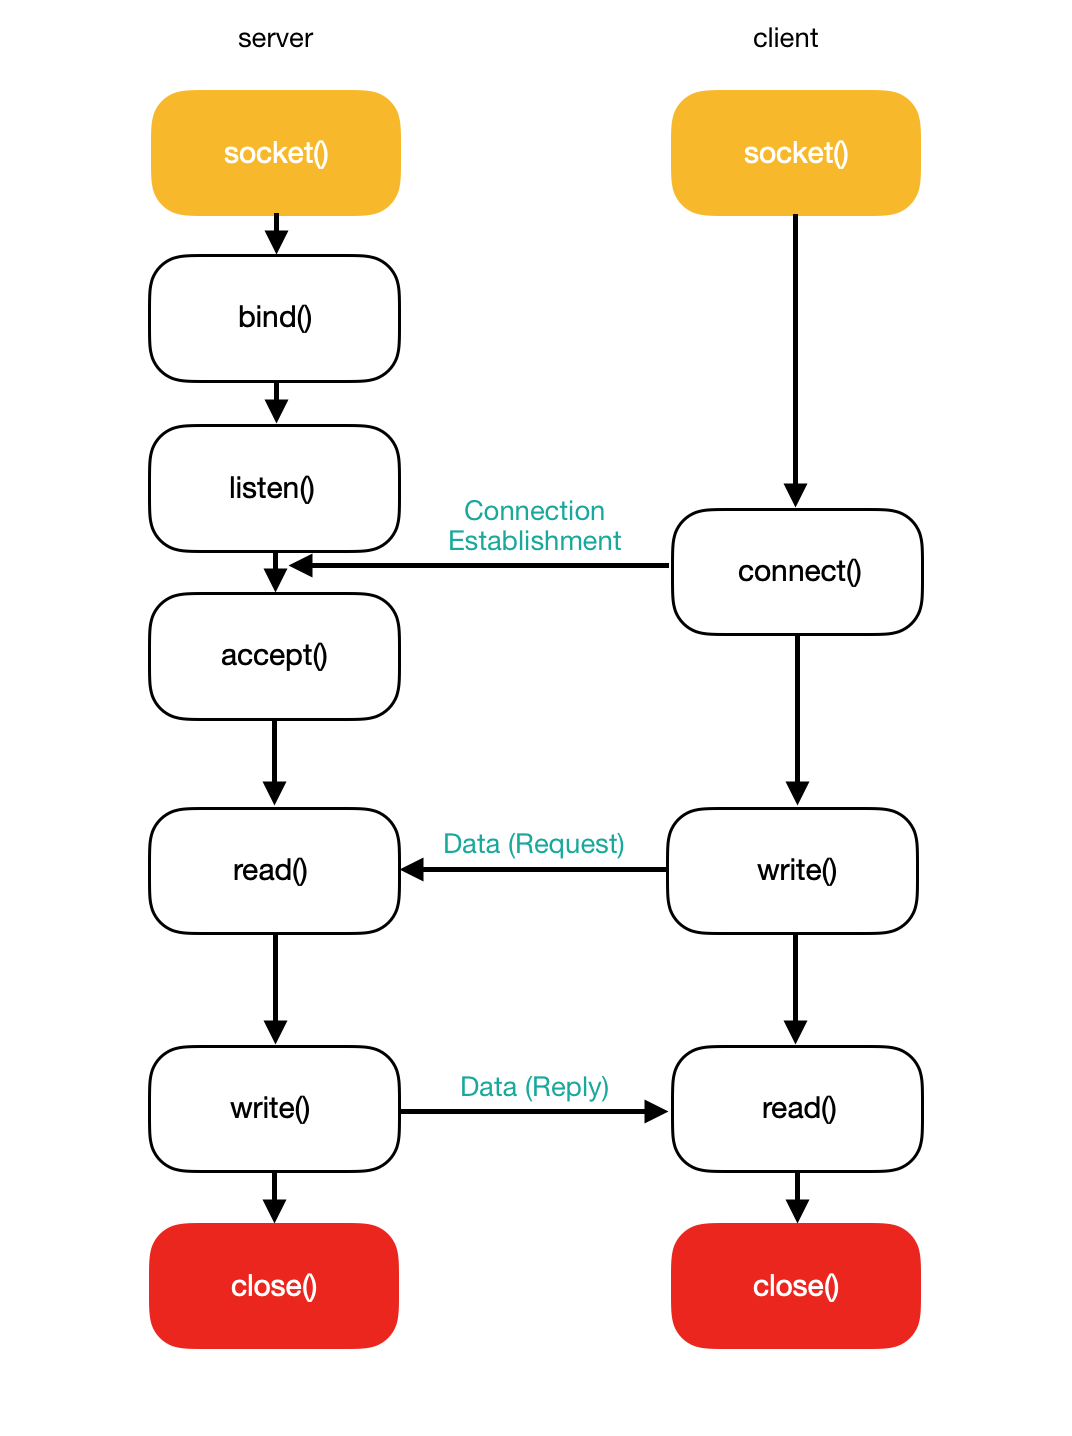 server
client
socket()
socket()
bind()
listen()
Connection
Establishment
connect()
accept()
read()
Data (Request)
write()
write()
Data (Reply)
read()
close()
close()